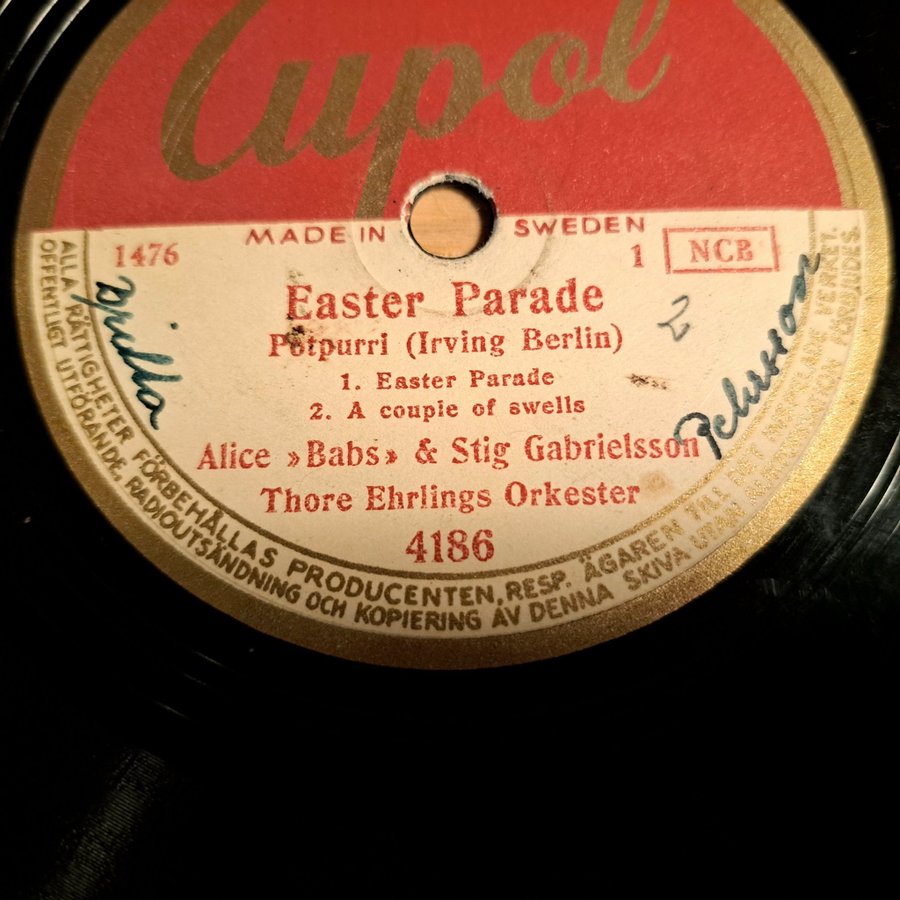 Cupol
MADE IN SWEDEN
1476
1 NCB
Easter Parade
2
Potpurri (Irving Berlin)
1. Easter Parade
2. A couple of swells
Alice »Babs» & Stig Gabrielsson
Thore Ehrlings Orkester
4186
ALLA RÄTTIGHETER FÖRBEHÅLLAS PRODUCENTEN, RESP. ÄGAREN TILL DET INSPELADE VERKET.
OFFENTLIGT UTFÖRANDE, RADIOUTSÄNDNING OCH KOPIERING AV DENNA SKIVA UTAN VEDERBÖRANDES